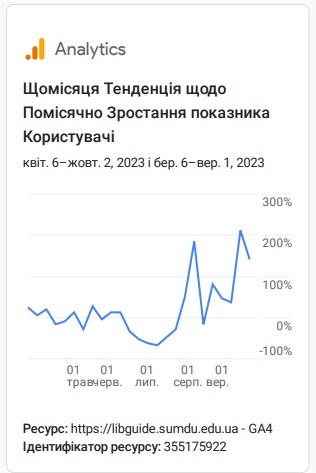 Analytics
Щомісяця Тенденція щодо
Помісячно Зростання показника
Користувачі
квіт. 6–жовт. 2, 2023 і бер. 6–вер. 1, 2023
300%
200%
100%
0%
-100%
01 01 01 01 01
травчерв. лип. серп. вер.
Ресурс: https://libguide.sumdu.edu.ua - GA4
Ідентифікатор ресурсу: 355175922